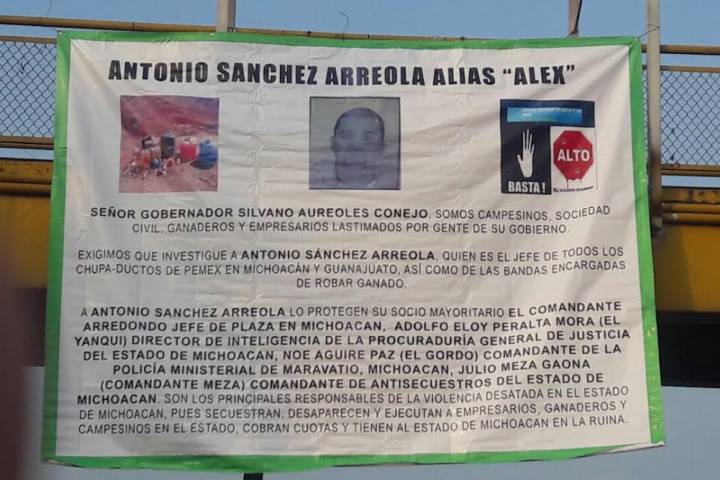 ANTONIO SANCHEZ ARREOLA ALIAS “ALEX”
BASTA!
ALTO
SEÑOR GOBERNADOR SILVANO AUREOLES CONEJO, SOMOS CAMPESINOS, SOCIEDAD
CIVIL, GANADEROS Y EMPRESARIOS LASTIMADOS POR GENTE DE SU GOBIERNO.
EXIGIMOS QUE INVESTIGUE A ANTONIO SÁNCHEZ ARREOLA, QUIEN ES EL JEFE DE TODOS LOS
CHUPA-DUCTOS DE PEMEX EN MICHOACÁN Y GUANAJUATO, ASÍ COMO DE LAS BANDAS ENCARGADAS
DE ROBAR GANADO.
A ANTONIO SANCHEZ ARREOLA LO PROTEGEN SU SOCIO MAYORITARIO EL COMANDANTE
ARREDONDO JEFE DE PLAZA EN MICHOACAN, ADOLFO ELOY PERALTA MORA (EL
YANQUI) DIRECTOR DE INTELIGENCIA DE LA PROCURADURÍA GENERAL DE JUSTICIA
DEL ESTADO DE MICHOACAN, NOE AGUIRE PAZ (EL GORDO) COMANDANTE DE LA
POLICÍA MINISTERIAL DE MARAVATIO, MICHOACAN, JULIO MEZA GAONA
(COMANDANTE MEZA) COMANDANTE DE ANTISECUESTROS DEL ESTADO DE
MICHOACAN. SON LOS PRINCIPALES RESPONSABLES DE LA VIOLENCIA DESATADA EN EL ESTADO
DE MICHOACAN, PUES SECUESTRAN, DESAPARECEN Y EJECUTAN A EMPRESARIOS, GANADEROS Y
CAMPESINOS EN EL ESTADO, COBRAN CUOTAS Y TIENEN AL ESTADO DE MICHOACAN EN LA RUINA.